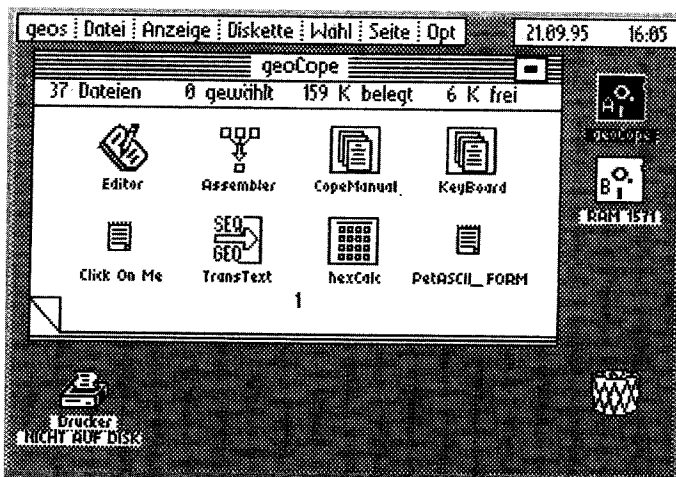 geos Datei Anzeige Diskette Wahl Seite Opt
21.09.95 16:05
geoCope
37 Dateien 0 gewählt 159 K belegt 6 K frei
Editor Assembler CopeManual KeyBoard
SEQ
GEO
Click On Me TransText hexCalc PetASCII_FORM
1
A
geoCope
B
RAM 1571
Drucker
NICHT AUF DISK